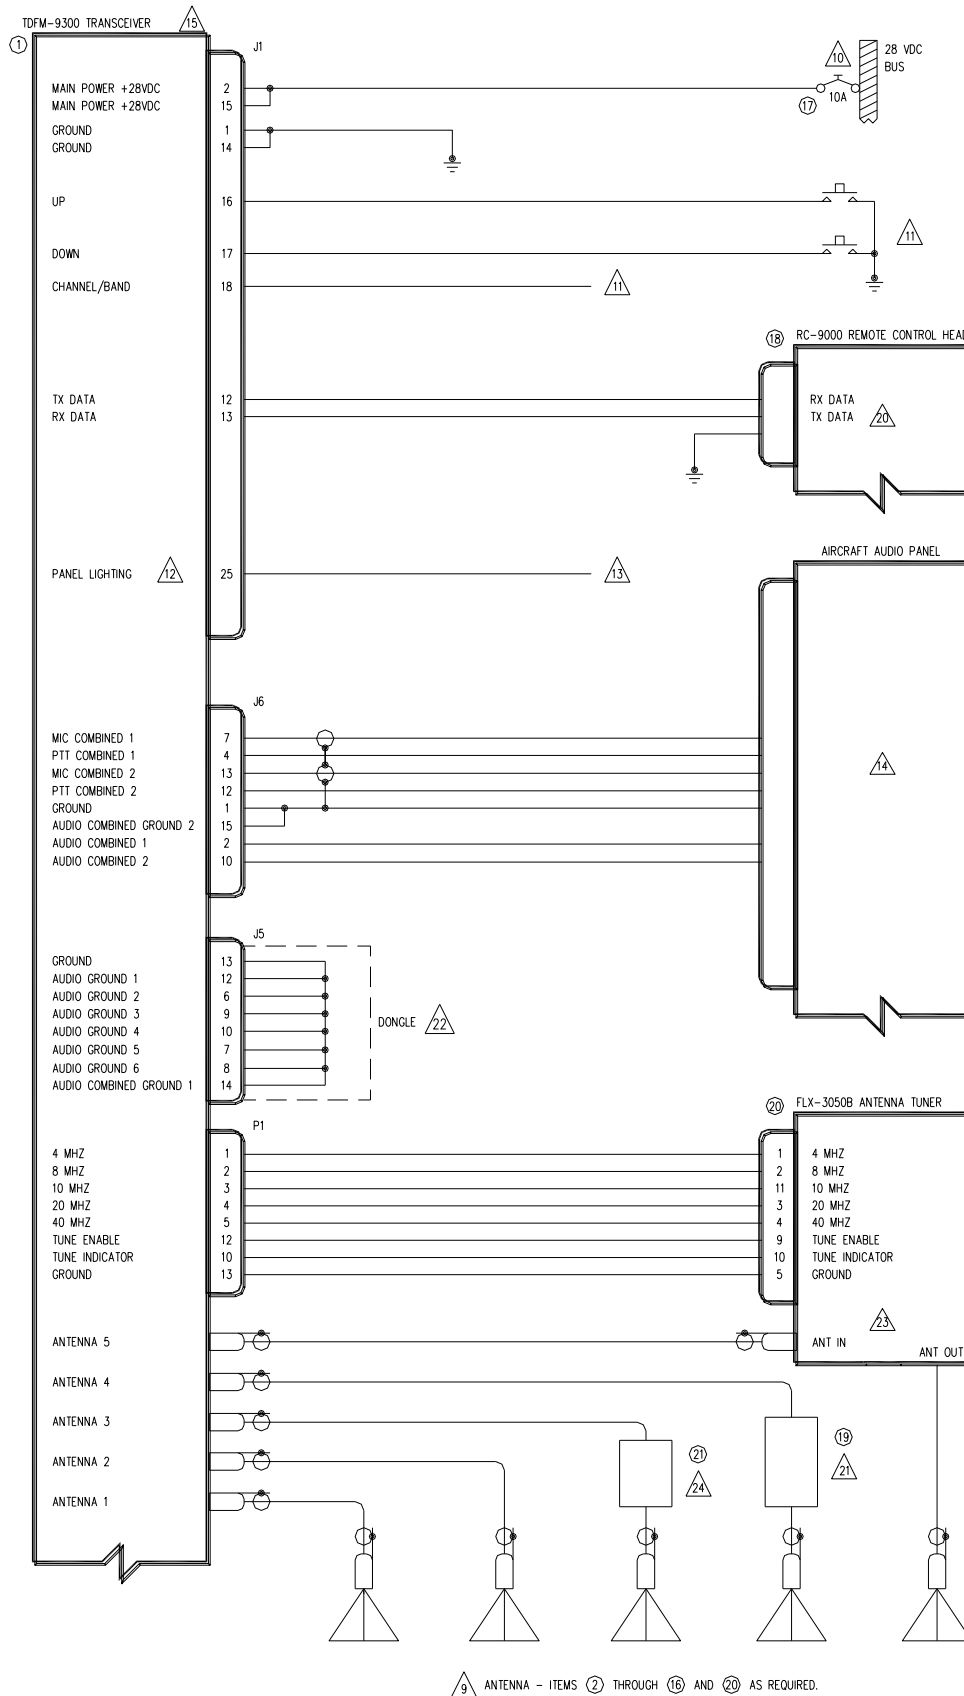 TDFM-9300 TRANSCEIVER 15
1
J1
10
28 VDC
BUS
MAIN POWER +28VDC 2
17 10A
MAIN POWER +28VDC 15
GROUND 1
GROUND 14
UP 16
11
DOWN 17
CHANNEL/BAND 18 11
18 RC-9000 REMOTE CONTROL HEAD
TX DATA 12 RX DATA
RX DATA 13 TX DATA 20
AIRCRAFT AUDIO PANEL
PANEL LIGHTING 12 25 13
J6
MIC COMBINED 1 7
PTT COMBINED 1 4
14
MIC COMBINED 2 13
PTT COMBINED 2 12
GROUND 1
AUDIO COMBINED GROUND 2 15
AUDIO COMBINED 1 2
AUDIO COMBINED 2 10
J5
GROUND 13
AUDIO GROUND 1 12
AUDIO GROUND 2 6
AUDIO GROUND 3 9
DONGLE 22
AUDIO GROUND 4 10
AUDIO GROUND 5 7
AUDIO GROUND 6 8
AUDIO COMBINED GROUND 1 14
20 FLX-3050B ANTENNA TUNER
P1
4 MHZ 1 1 4 MHZ
8 MHZ 2 2 8 MHZ
10 MHZ 3 11 10 MHZ
20 MHZ 4 3 20 MHZ
40 MHZ 5 4 40 MHZ
TUNE ENABLE 12 9 TUNE ENABLE
TUNE INDICATOR 10 10 TUNE INDICATOR
GROUND 13 5 GROUND
23
ANTENNA 5 ANT IN
ANT OUT
ANTENNA 4
ANTENNA 3
19
21
ANTENNA 2
21
24
ANTENNA 1
9 ANTENNA - ITEMS 2 THROUGH 16 AND 20 AS REQUIRED.